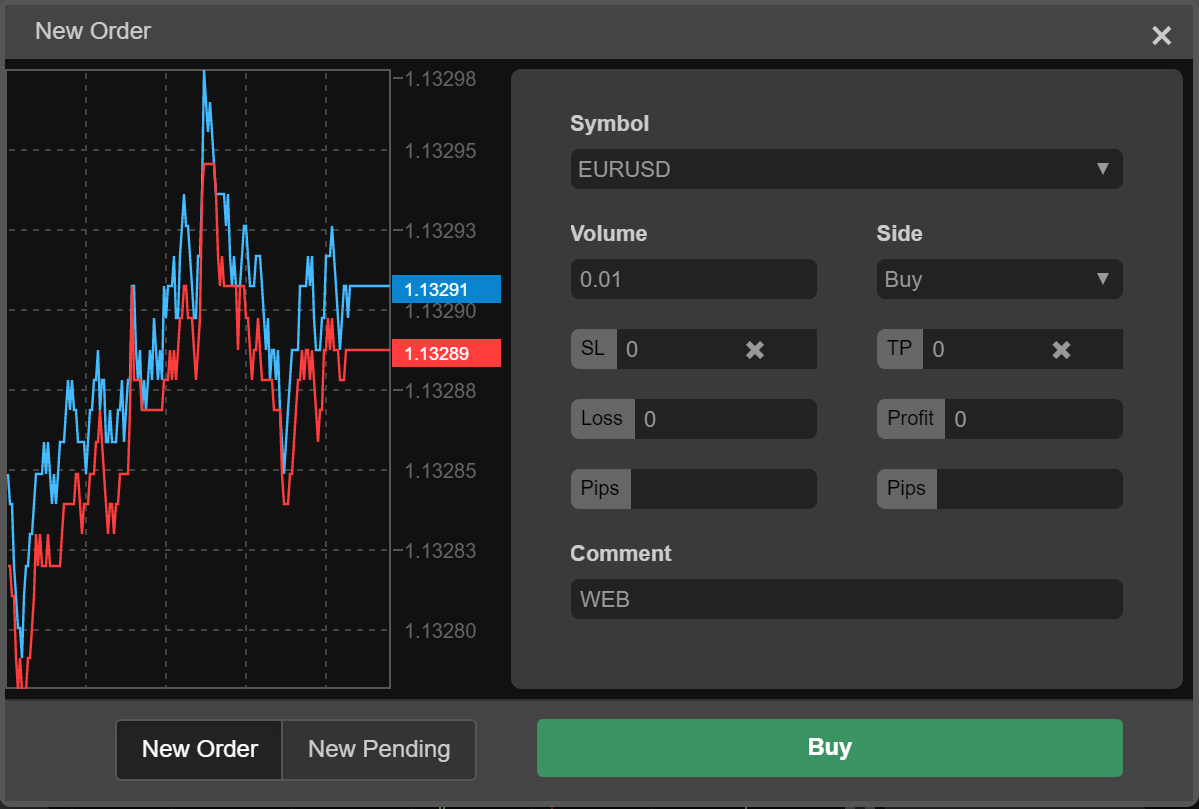 New Order
1.13298
1.13295
1.13293
1.13291
1.13290
1.13289
1.13288
1.13285
1.13283
1.13280
Symbol
EURUSD
Volume Side
0.01 Buy
SL 0 TP 0
Loss 0 Profit 0
Pips Pips
Comment
WEB
New Order New Pending Buy